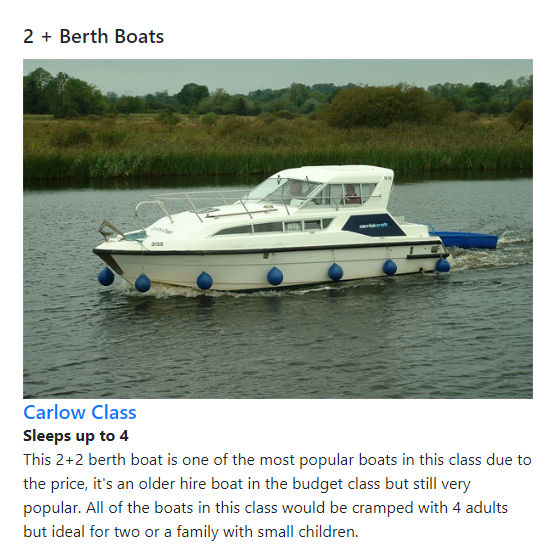 2 + Berth Boats
carrickcraft
Carlow Class
Sleeps up to 4
This 2+2 berth boat is one of the most popular boats in this class due to
the price, it's an older hire boat in the budget class but still very
popular. All of the boats in this class would be cramped with 4 adults
but ideal for two or a family with small children.